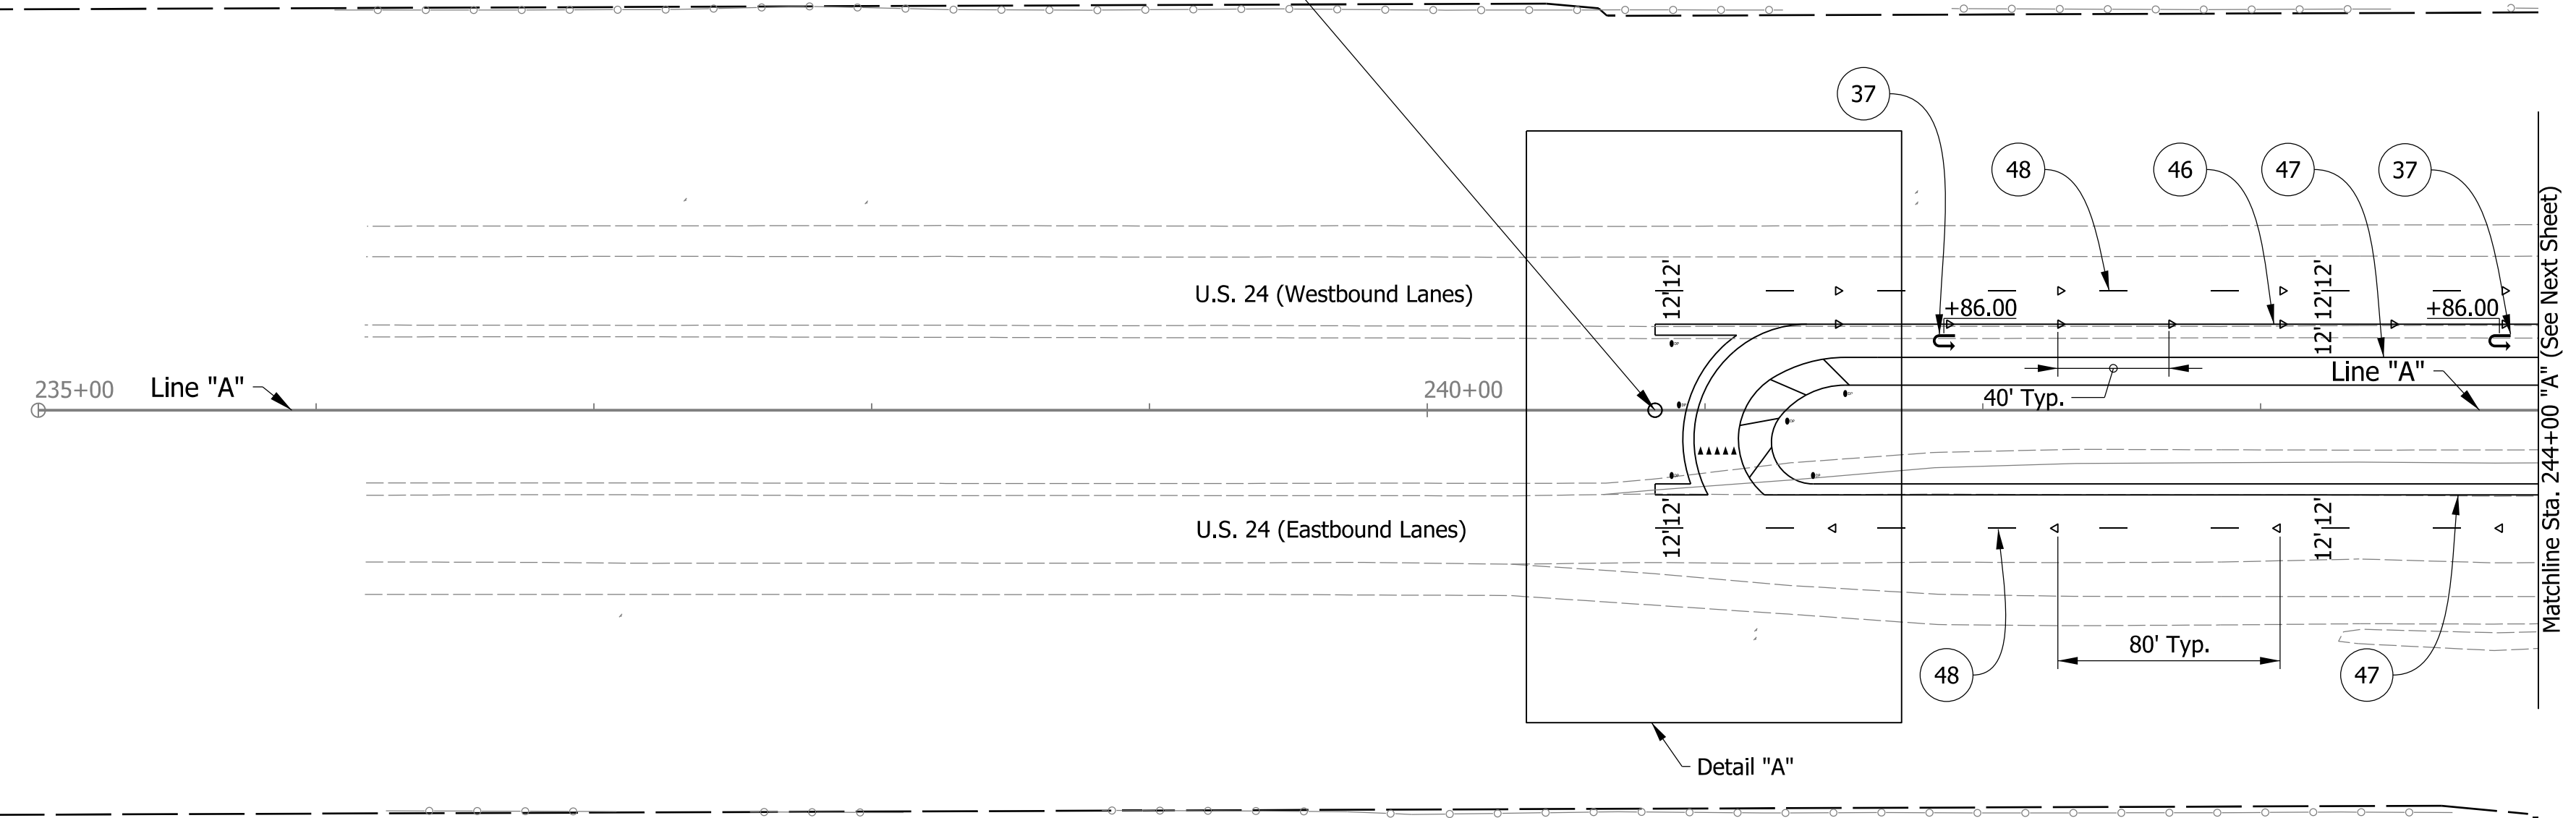 37
48
46
47
37
12'
12'
12'
12'
12'
U.S. 24 (Westbound Lanes)
+86.00
+86.00
235+00
Line "A"
240+00
40' Typ.
Line "A"
Matchline Sta. 244+00 "A" (See Next Sheet)
U.S. 24 (Eastbound Lanes)
12'
12'
12'
12'
80' Typ.
48
47
Detail "A"